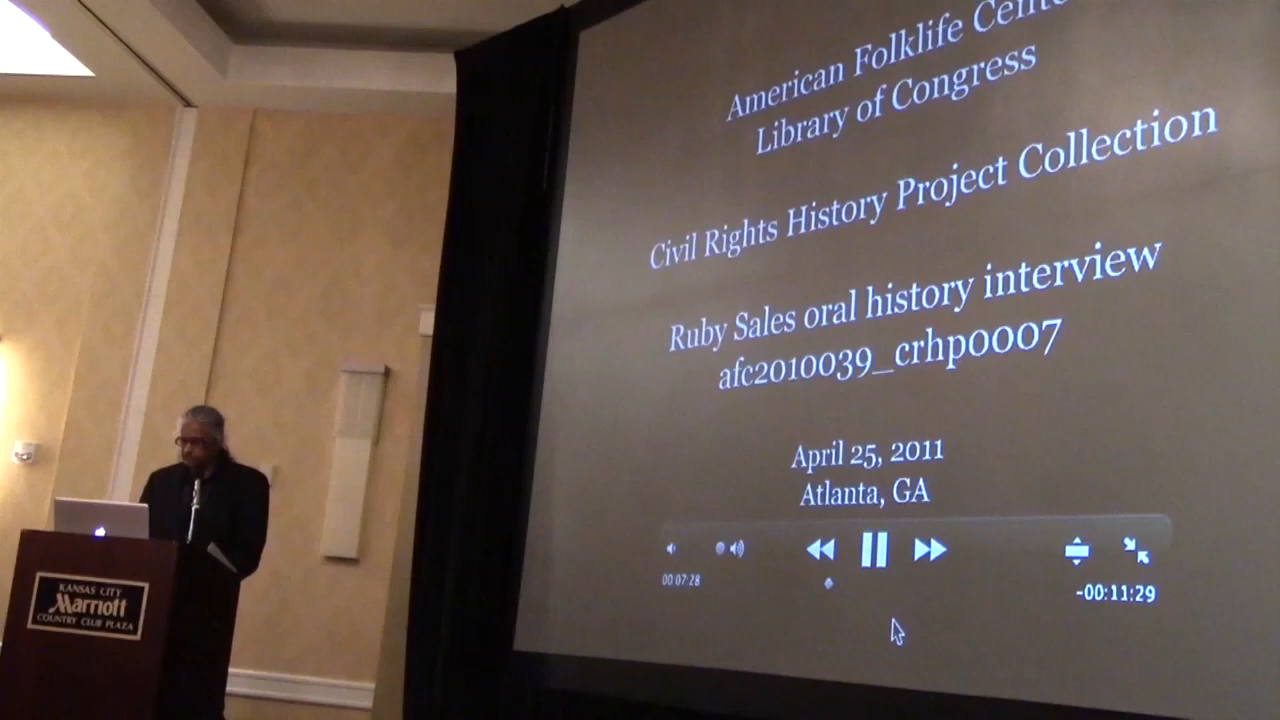 American Folklife Cente
Library of Congress
Civil Rights History Project Collection
Ruby Sales oral history interview
afc2010039_crhp0007
April 25, 2011
Atlanta, GA
00:07:28
-00:11:29
KANSAS CITY
Marriott
COUNTRY CLUB PLAZA